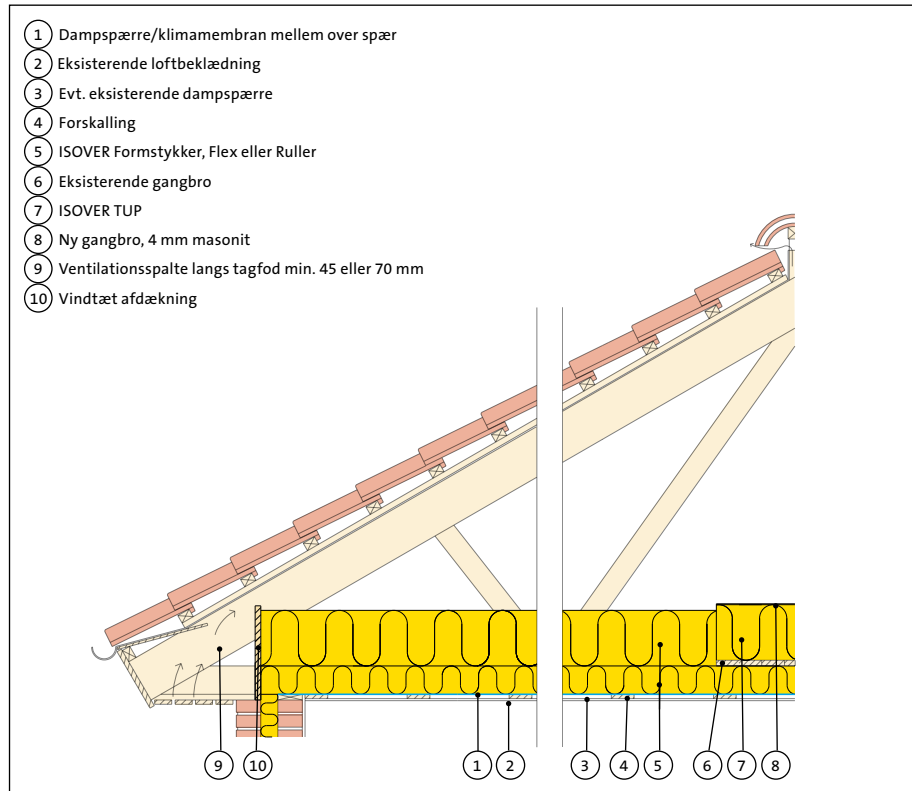 1 Dampspærre/klimamembran mellem over spær
2 Eksisterende loftbeklædning
3 Evt. eksisterende dampspærre
4 Forskalling
5 ISOVER Formstykker, Flex eller Ruller
6 Eksisterende gangbro
7 ISOVER TUP
8 Ny gangbro, 4 mm masonit
9 Ventilationsspalte langs tagfod min. 45 eller 70 mm
10 Vindtæt afdækning
9 10 1 2 3 4 5 6 7 8